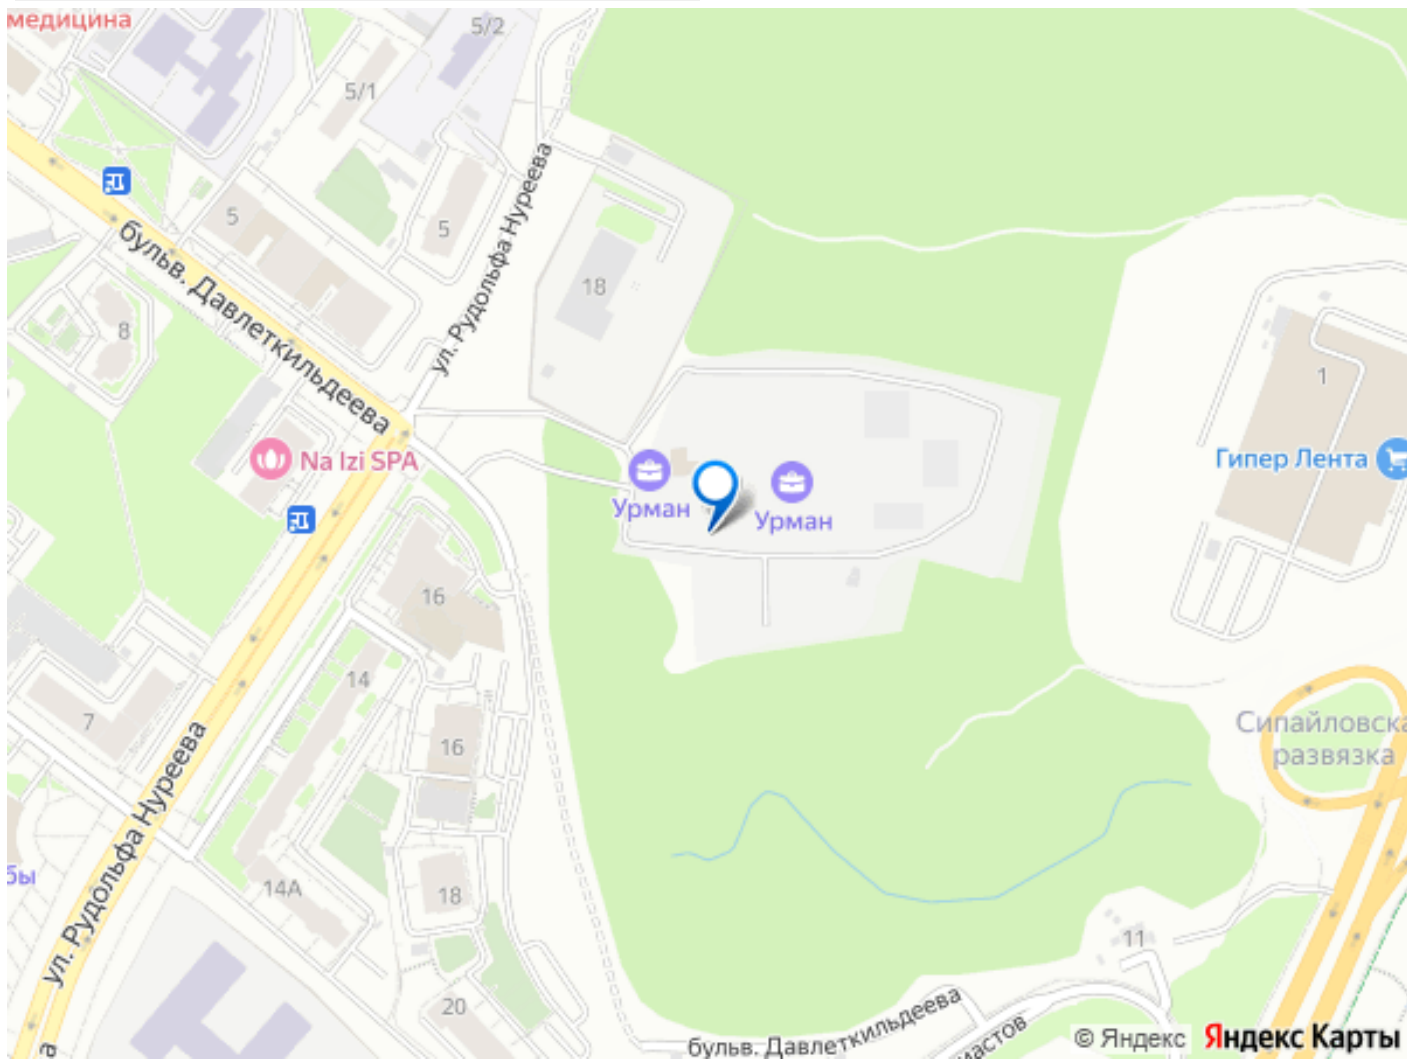 медицина
5/2
5/1
5
5
ул. Рудольфа Нуреева
бульв. Давлеткильдеева
18
8
1
Na Izi SPA
Гипер Лента
Урман
Урман
16
14
7
16
Сипайловска
развязка
ул. Рудольфа Нуреева
бы
14А
18
11
20
бульв. Давлеткильдеева
иастов
а
© Яндекс
Яндекс Карты